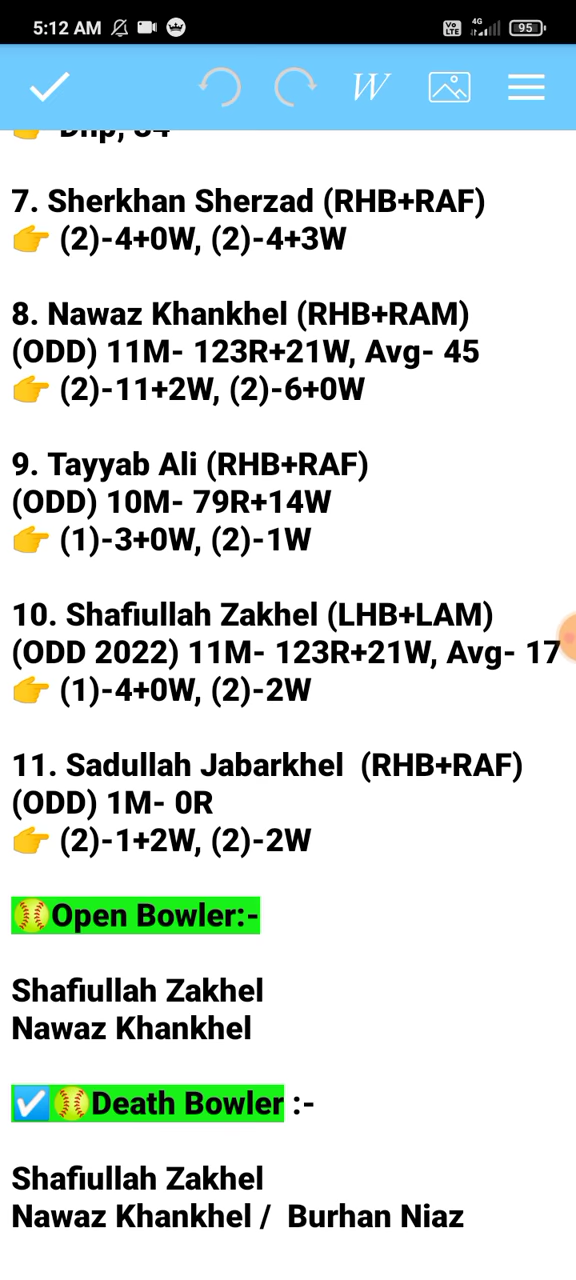 5:12 AM
Vo LTE 4G 95
W
7. Sherkhan Sherzad (RHB+RAF)
👉 (2)-4+0W, (2)-4+3W
8. Nawaz Khankhel (RHB+RAM)
(ODD) 11M- 123R+21W, Avg- 45
👉 (2)-11+2W, (2)-6+0W
9. Tayyab Ali (RHB+RAF)
(ODD) 10M- 79R+14W
👉 (1)-3+0W, (2)-1W
10. Shafiullah Zakhel (LHB+LAM)
(ODD 2022) 11M- 123R+21W, Avg- 17
👉 (1)-4+0W, (2)-2W
11. Sadullah Jabarkhel (RHB+RAF)
(ODD) 1M- 0R
👉 (2)-1+2W, (2)-2W
🥎Open Bowler:-
Shafiullah Zakhel
Nawaz Khankhel
☑️🥎Death Bowler :-
Shafiullah Zakhel
Nawaz Khankhel / Burhan Niaz